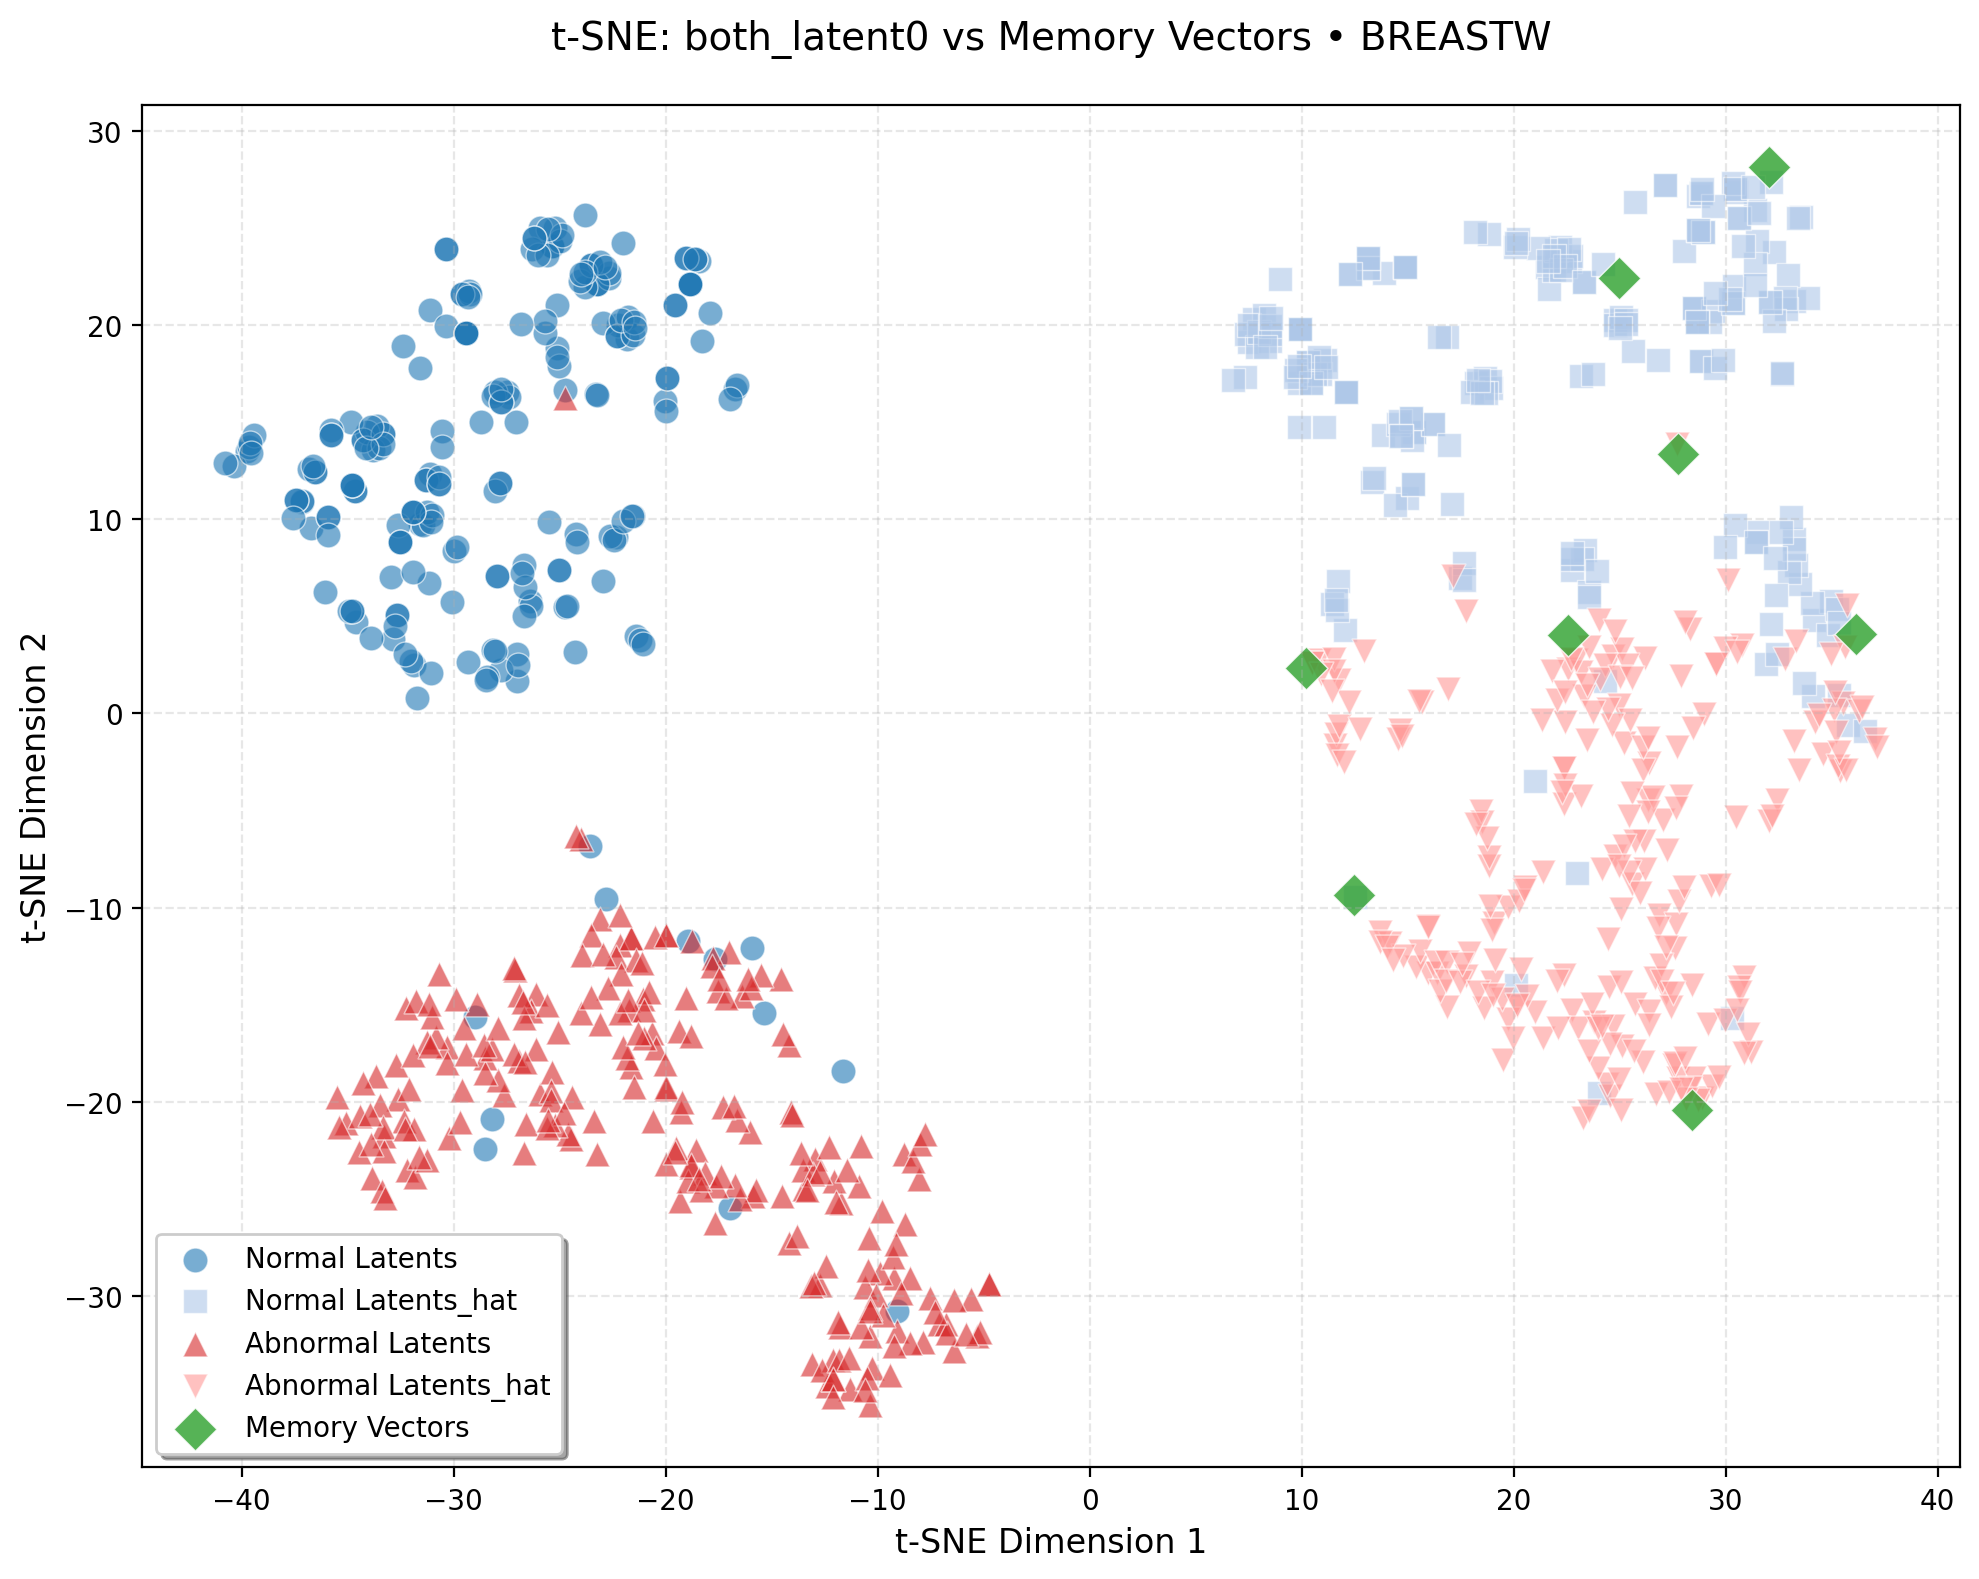 t-SNE: both_latent0 vs Memory Vectors • BREASTW
30
20
10
0
−10
−20
−30
t-SNE Dimension 2
Normal Latents
Normal Latents_hat
Abnormal Latents
Abnormal Latents_hat
Memory Vectors
−40 −30 −20 −10 0 10 20 30 40
t-SNE Dimension 1